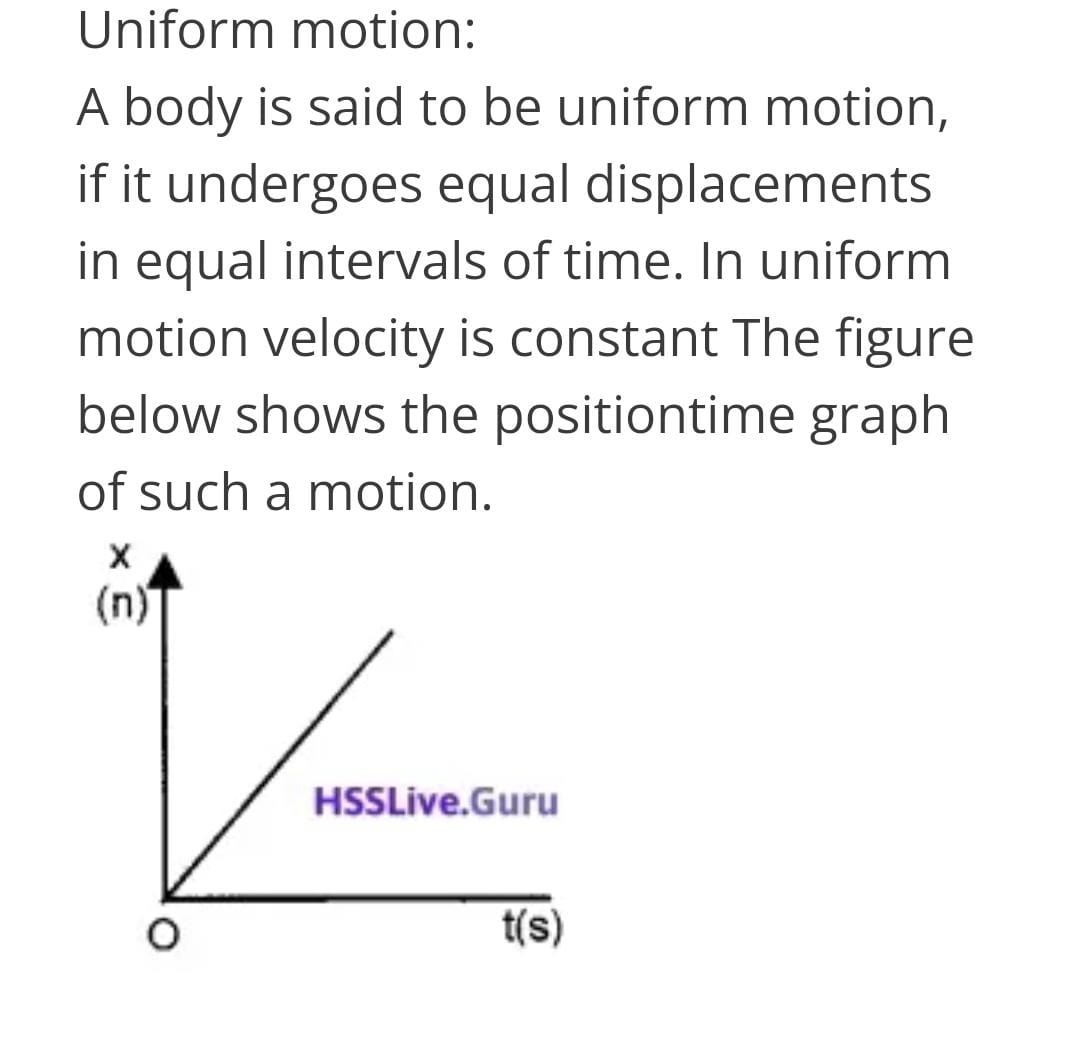 Uniform motion:
A body is said to be uniform motion,
if it undergoes equal displacements
in equal intervals of time. In uniform
motion velocity is constant The figure
below shows the positiontime graph
of such a motion.
X
(n)
HSSLive.Guru
O
t(s)